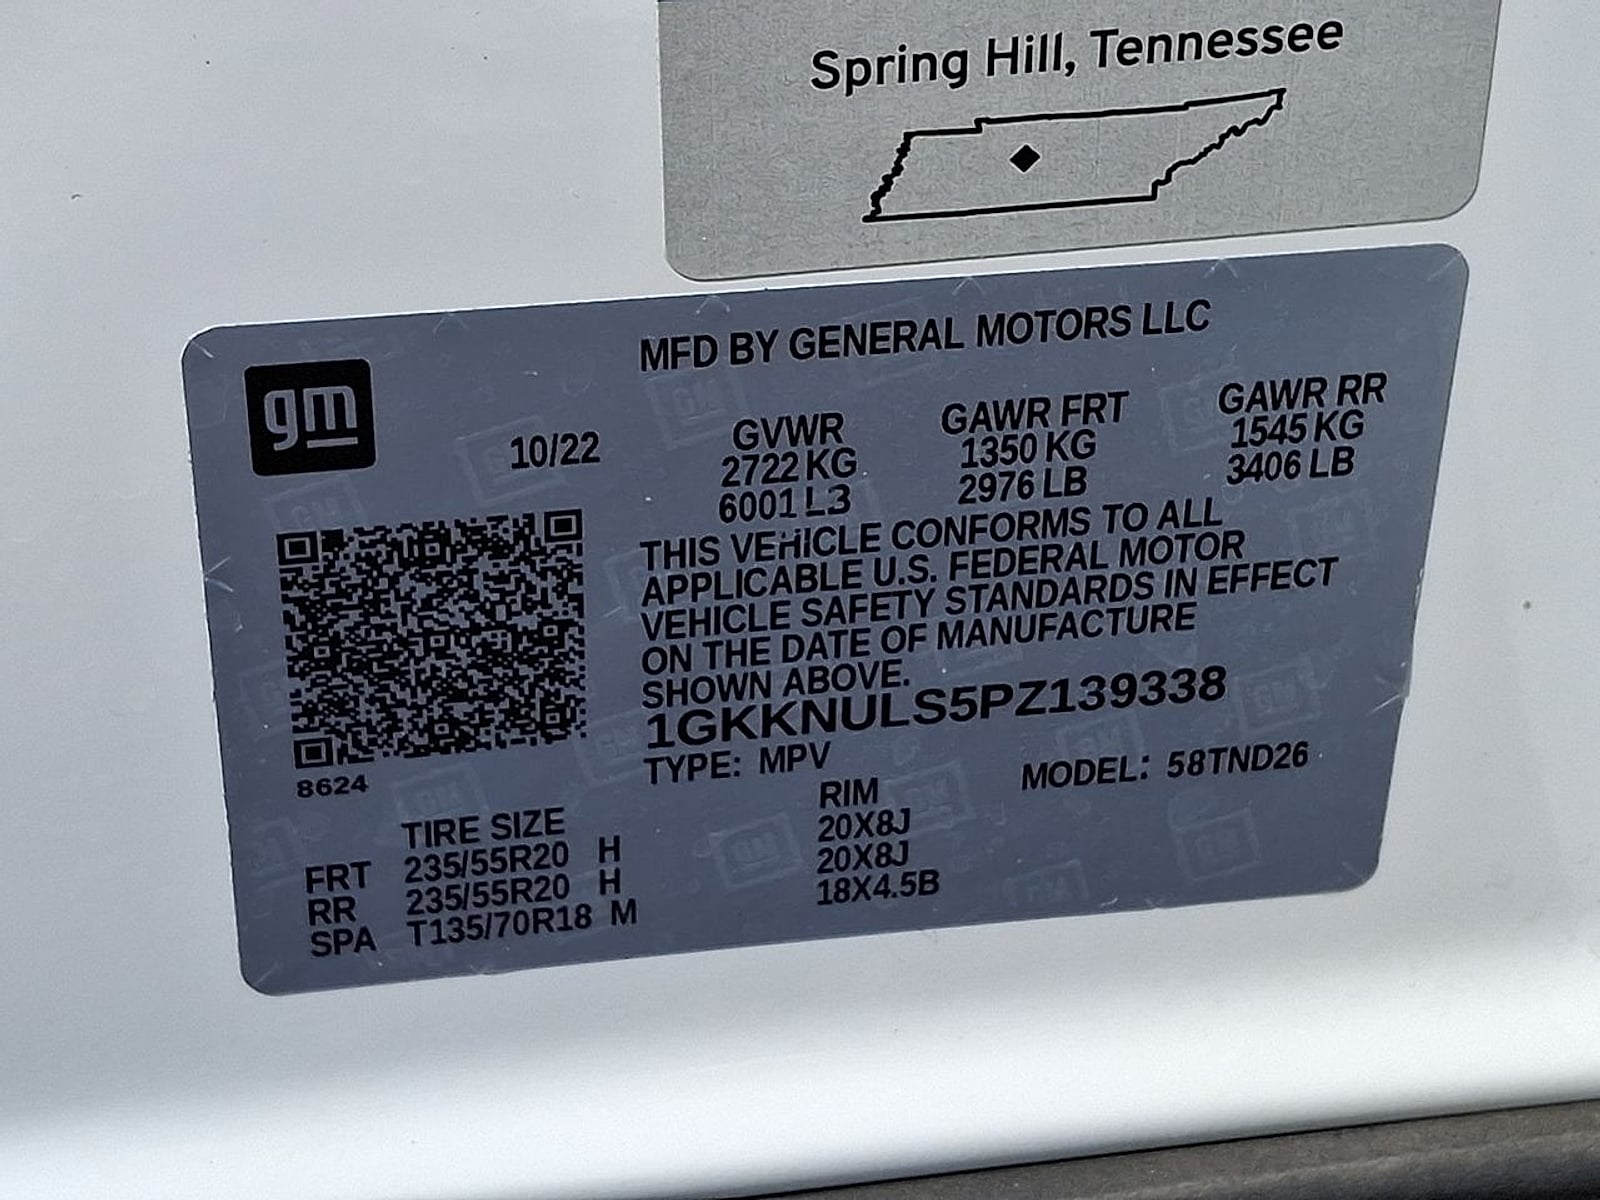 Spring Hill, Tennessee
gm
MFD BY GENERAL MOTORS LLC
10/22
GVWR GAWR FRT GAWR RR
2722 KG 1350 KG 1545 KG
6001 LB 2976 LB 3406 LB
THIS VEHICLE CONFORMS TO ALL
APPLICABLE U.S. FEDERAL MOTOR
VEHICLE SAFETY STANDARDS IN EFFECT
ON THE DATE OF MANUFACTURE
SHOWN ABOVE.
1GKKNULS5PZ139338
TYPE: MPV MODEL: 58TND26
8624
TIRE SIZE RIM
FRT 235/55R20 H 20X8J
RR 235/55R20 H 20X8J
SPA T135/70R18 M 18X4.5B